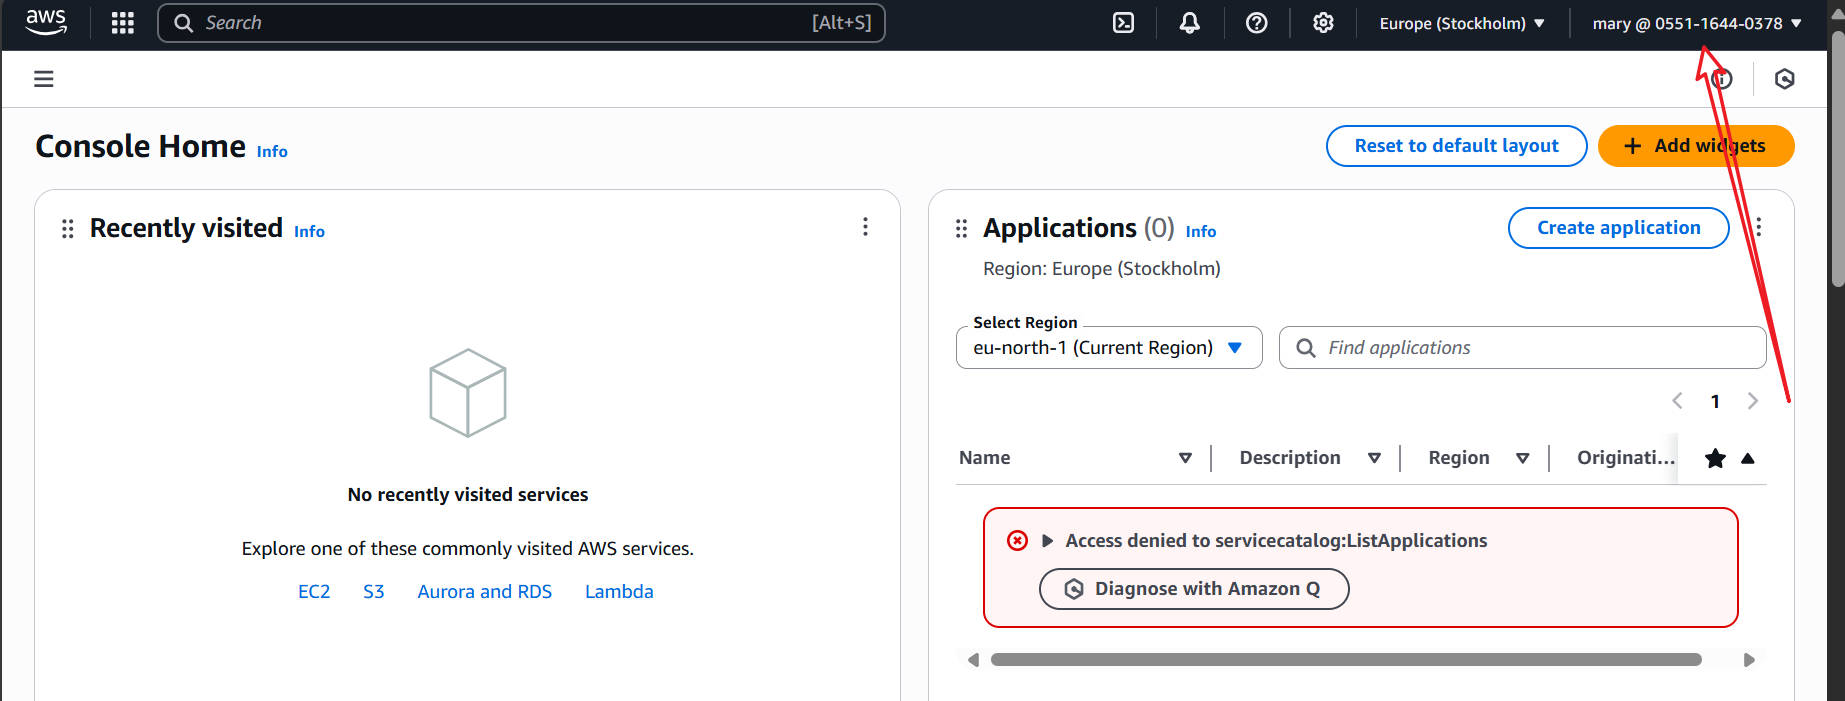 aws
Search [Alt+S]
Europe (Stockholm)
mary @ 0551-1644-0378
Console Home Info
Reset to default layout
+ Add widgets
Recently visited Info
No recently visited services
Explore one of these commonly visited AWS services.
EC2 S3 Aurora and RDS Lambda
Applications (0) Info
Create application
Region: Europe (Stockholm)
Select Region
eu-north-1 (Current Region)
Find applications
1
Name Description Region Originati...
Access denied to servicecatalog:ListApplications
Diagnose with Amazon Q